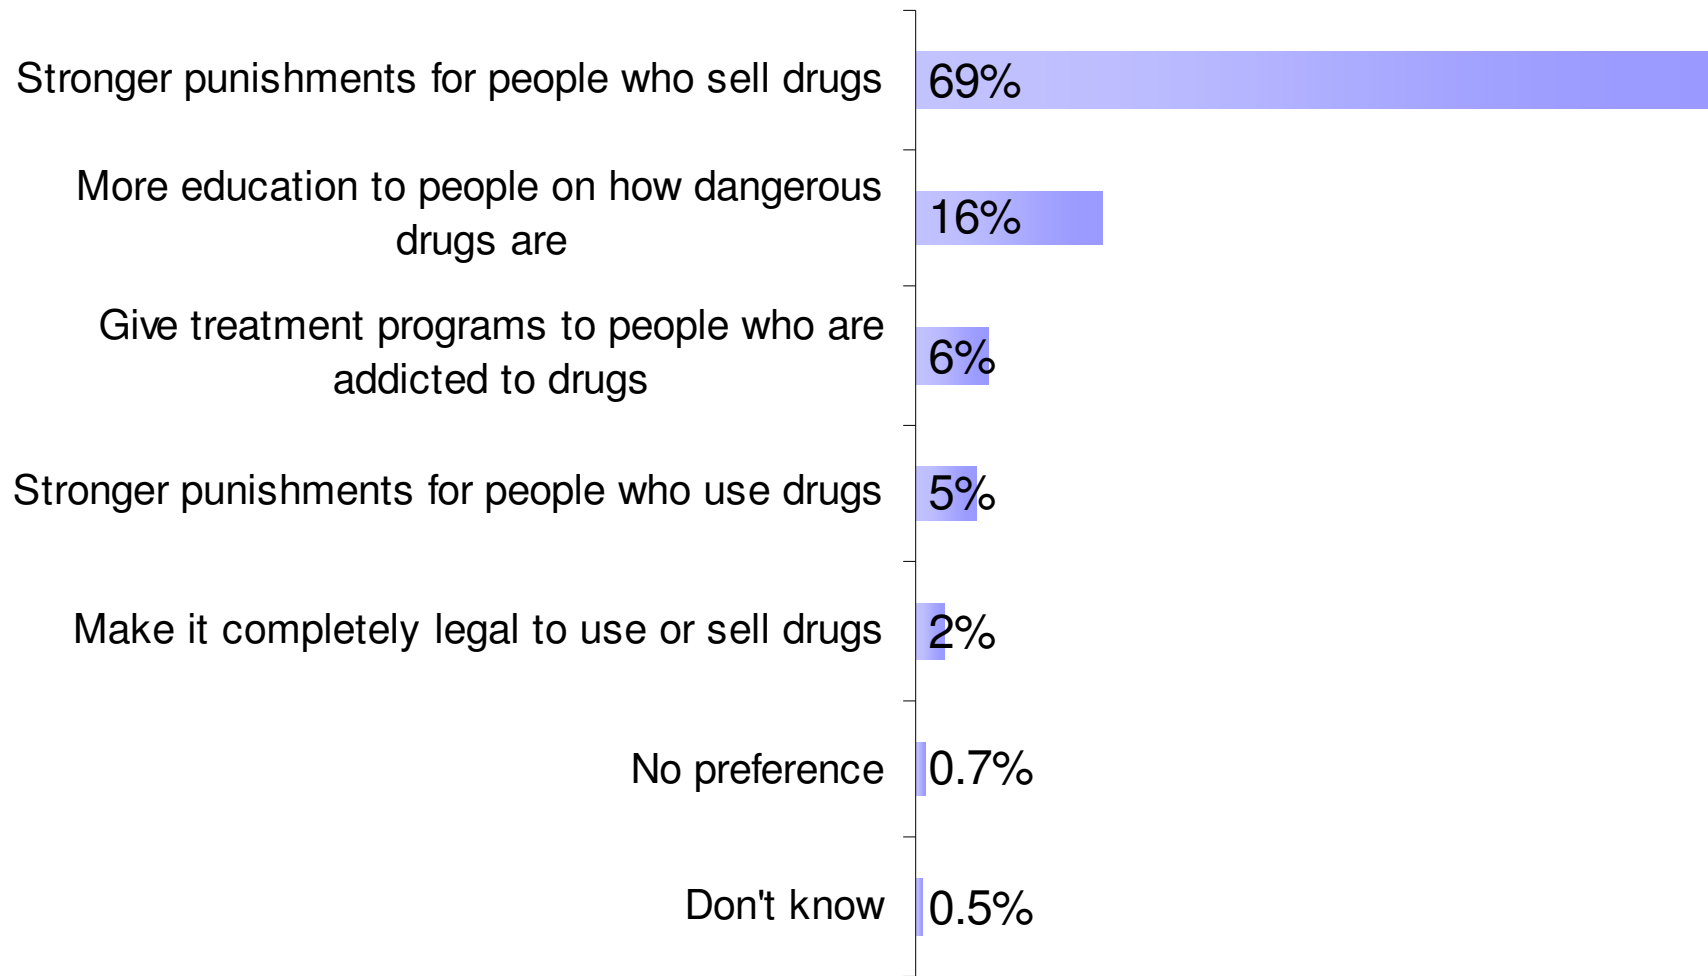 Stronger punishments for people who sell drugs
69%
More education to people on how dangerous
drugs are
16%
Give treatment programs to people who are
addicted to drugs
6%
Stronger punishments for people who use drugs
5%
Make it completely legal to use or sell drugs
2%
No preference
0.7%
Don't know
0.5%